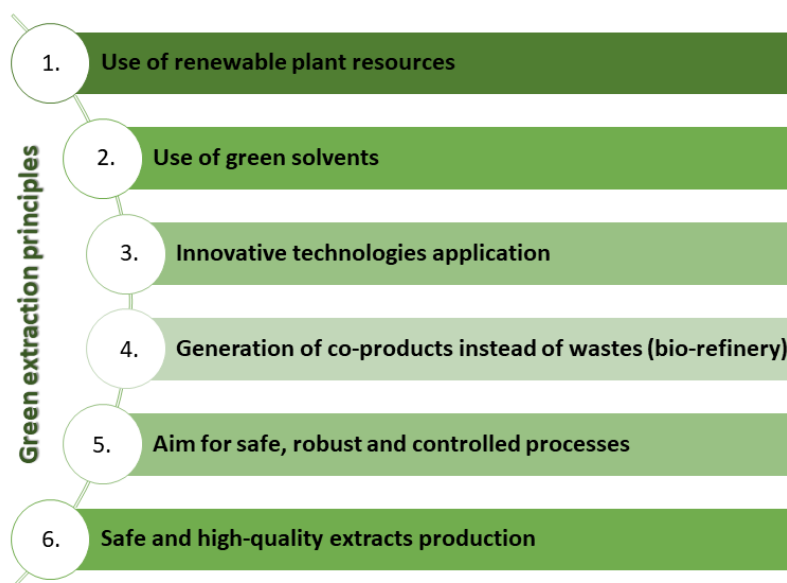 Green extraction principles
1. Use of renewable plant resources
2. Use of green solvents
3. Innovative technologies application
4. Generation of co-products instead of wastes (bio-refinery)
5. Aim for safe, robust and controlled processes
6. Safe and high-quality extracts production